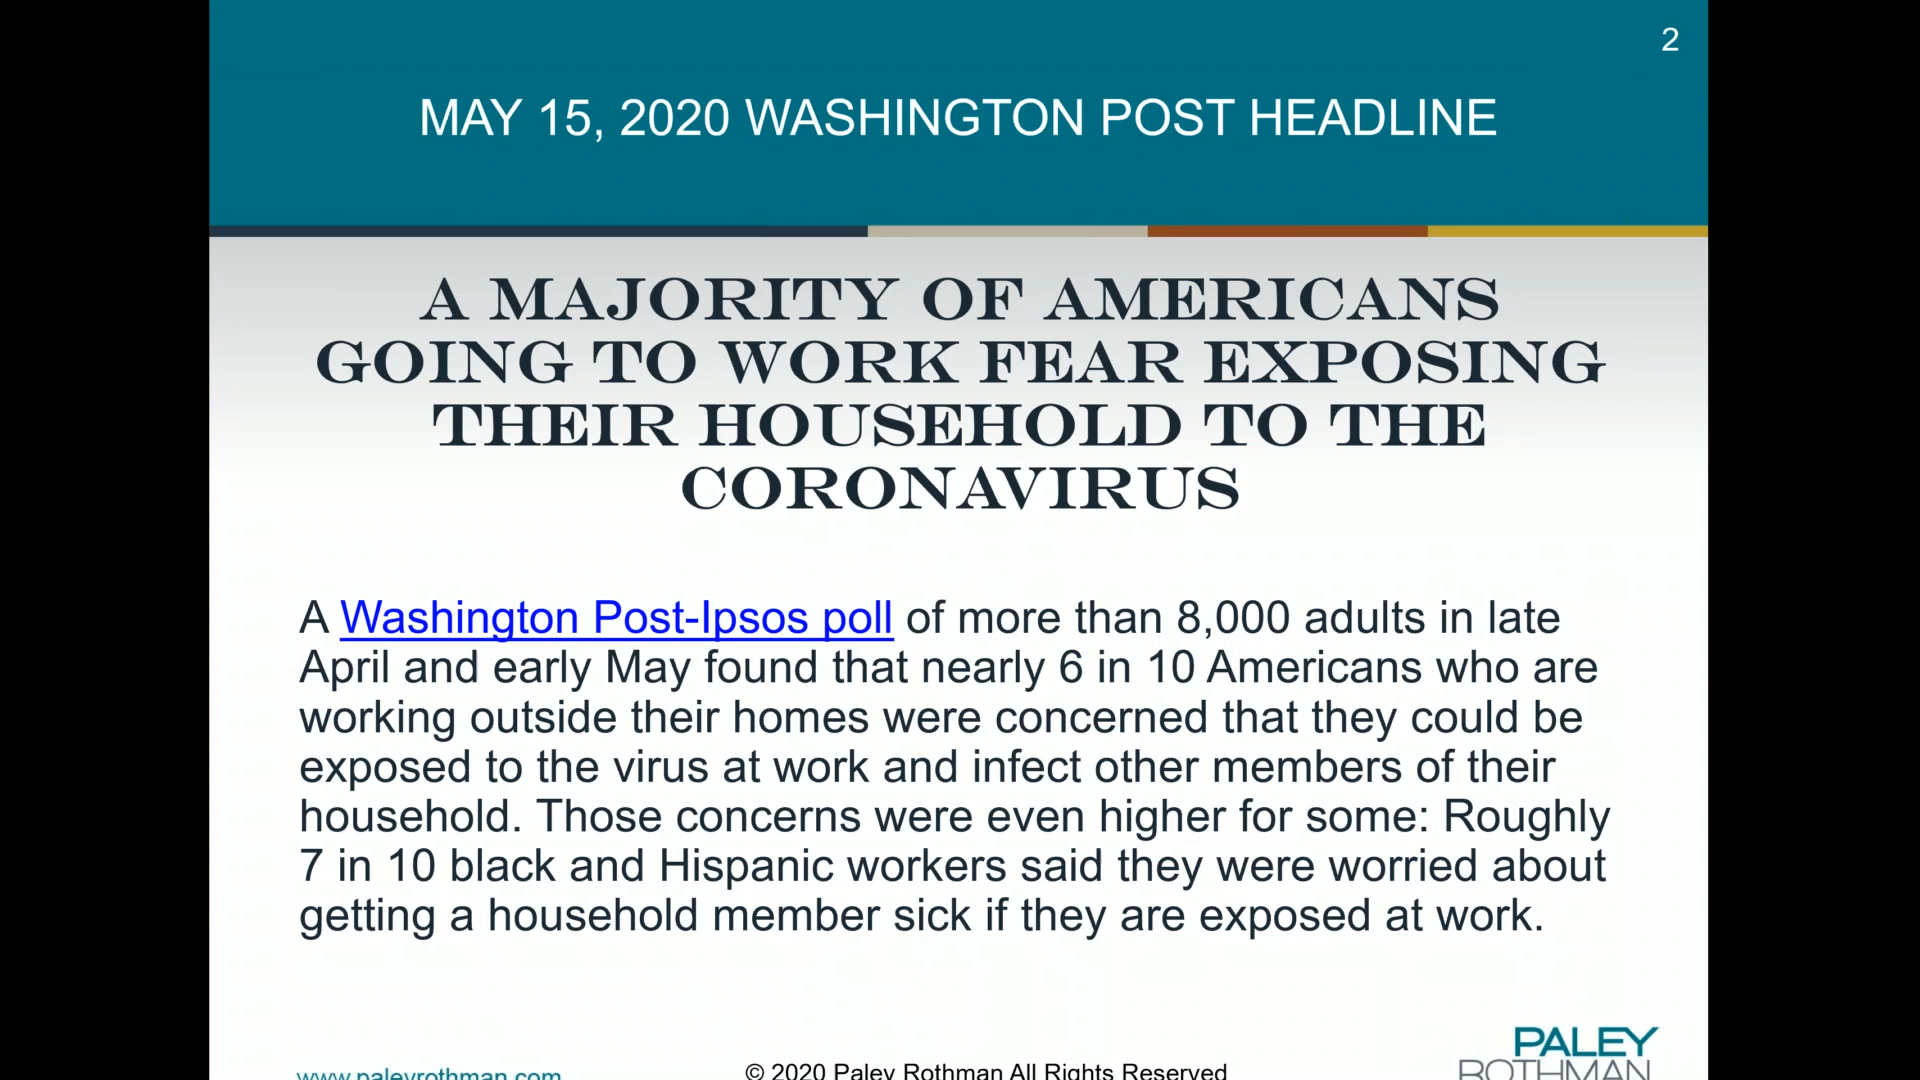 2
MAY 15, 2020 WASHINGTON POST HEADLINE
A MAJORITY OF AMERICANS
GOING TO WORK FEAR EXPOSING
THEIR HOUSEHOLD TO THE
CORONAVIRUS
A Washington Post-Ipsos poll of more than 8,000 adults in late
April and early May found that nearly 6 in 10 Americans who are
working outside their homes were concerned that they could be
exposed to the virus at work and infect other members of their
household. Those concerns were even higher for some: Roughly
7 in 10 black and Hispanic workers said they were worried about
getting a household member sick if they are exposed at work.
www.paleyrothman.com
© 2020 Paley Rothman All Rights Reserved
PALEY
ROTHMAN